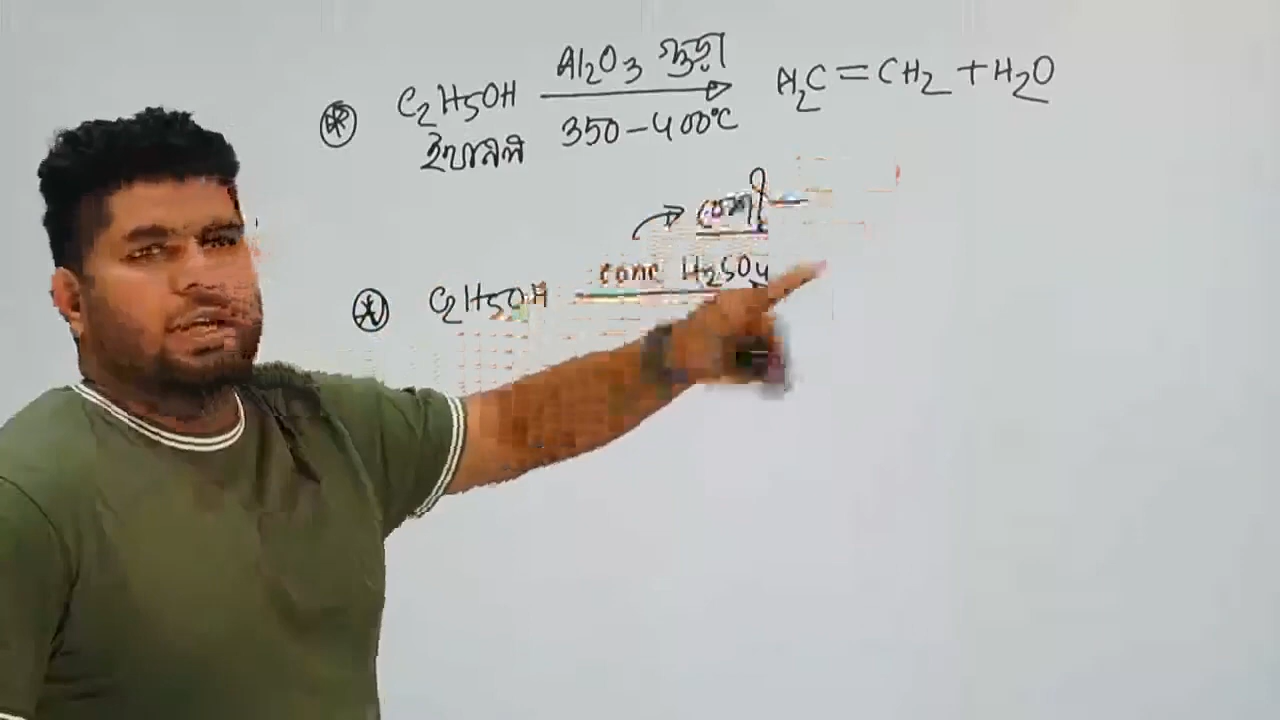 Al₂O₃ গুড়া
C₂H₅OH → H₂C = CH₂ + H₂O
350-400°C
ইথানল
conc H₂SO₄
C₂H₅OH